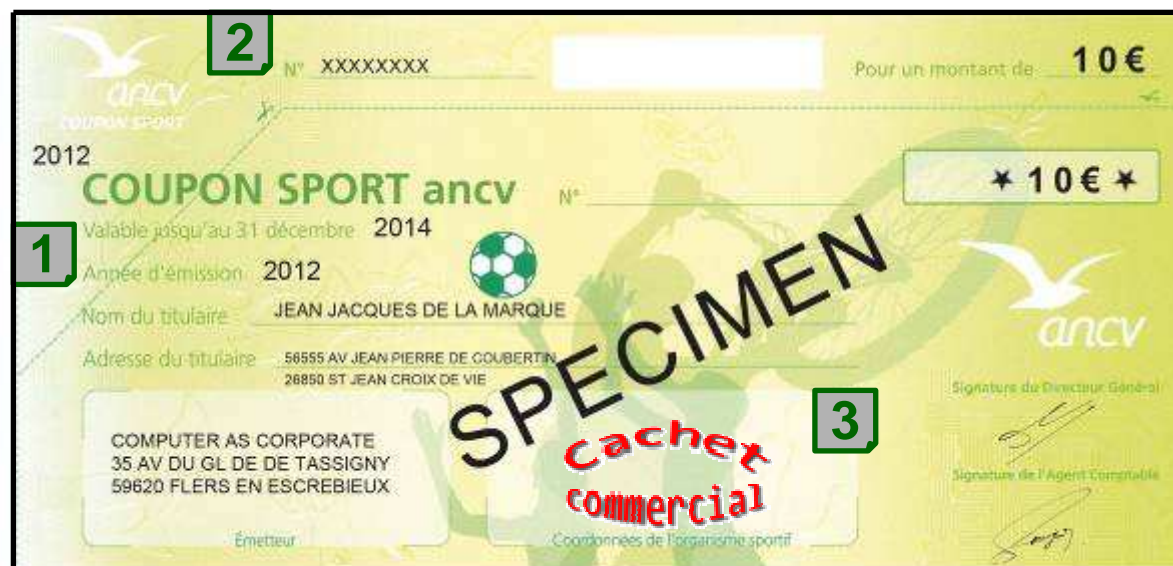 2
N° XXXXXXXX
Pour un montant de 10€
ancv
COUPON SPORT
2012
COUPON SPORT ancv N°
* 10€ *
1
Valable jusqu'au 31 décembre 2014
Année d'émission 2012
Nom du titulaire JEAN JACQUES DE LA MARQUE
ancv
Adresse du titulaire 56555 AV JEAN PIERRE DE COUBERTIN
26850 ST JEAN CROIX DE VIE
SPECIMEN
Signature du Directeur Général
3
COMPUTER AS CORPORATE
35 AV DU GL DE DE TASSIGNY
59620 FLERS EN ESCREBIEUX
Cachet
commercial
Signature de l'Agent Comptable
Émetteur
Coordonnées de l'organisme sportif